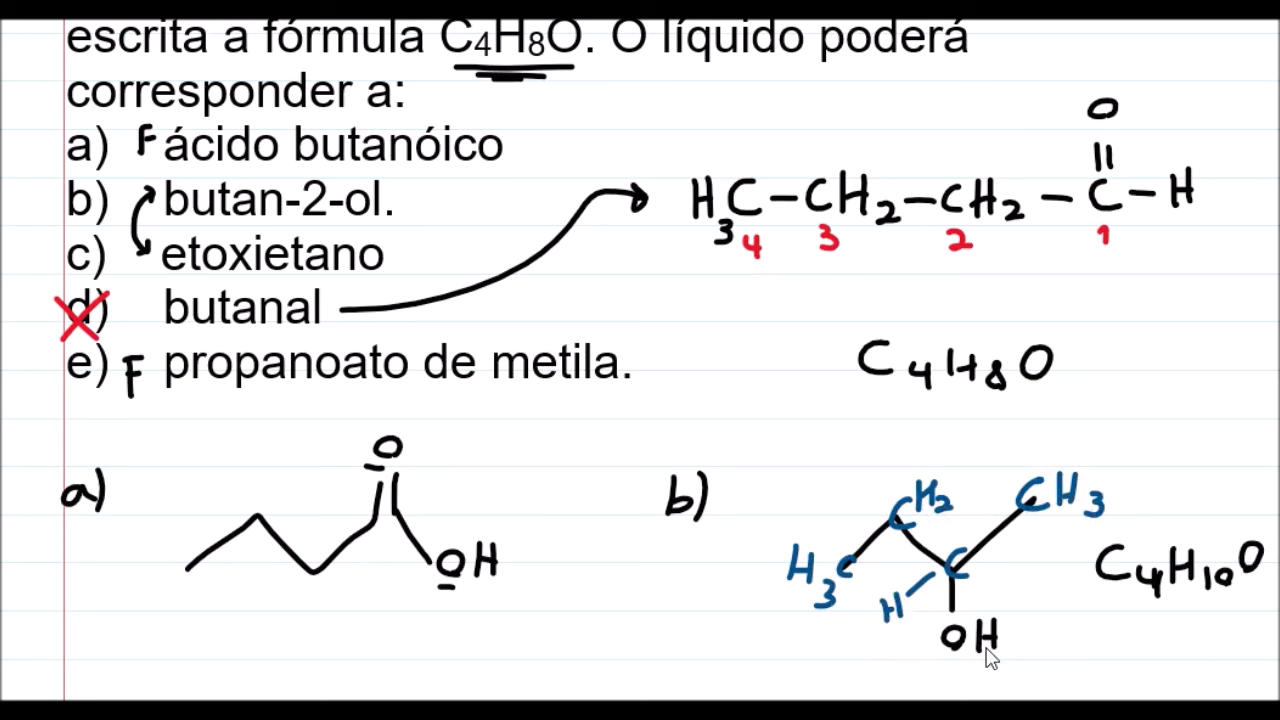 escrita a fórmula C4H8O. O líquido poderá
corresponder a:
a) F ácido butanóico
b) butan-2-ol.
c) etoxietano
d) butanal
e) F propanoato de metila.
O
H3C-CH2-CH2-C-H
4 3 2 1
C4H8O
a)
O
OH
b)
CH2 CH3
H3C C
H
OH
C4H10O